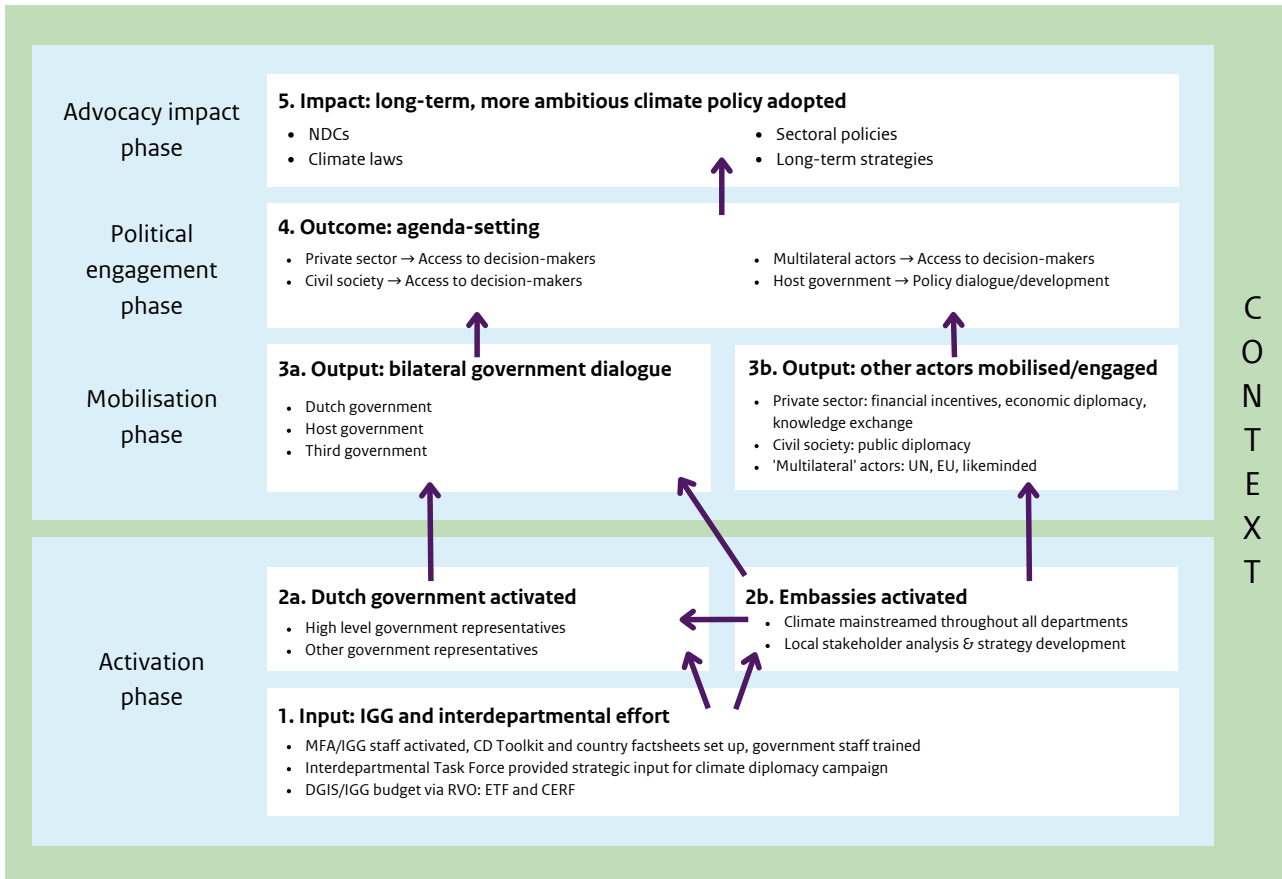 Advocacy impact
phase
5. Impact: long-term, more ambitious climate policy adopted
• NDCs
• Climate laws
• Sectoral policies
• Long-term strategies
Political
engagement
phase
4. Outcome: agenda-setting
• Private sector → Access to decision-makers
• Civil society → Access to decision-makers
• Multilateral actors → Access to decision-makers
• Host government → Policy dialogue/development
Mobilisation
phase
3a. Output: bilateral government dialogue
• Dutch government
• Host government
• Third government
3b. Output: other actors mobilised/engaged
• Private sector: financial incentives, economic diplomacy,
knowledge exchange
• Civil society: public diplomacy
• 'Multilateral' actors: UN, EU, likeminded
Activation
phase
2a. Dutch government activated
• High level government representatives
• Other government representatives
2b. Embassies activated
• Climate mainstreamed throughout all departments
• Local stakeholder analysis & strategy development
1. Input: IGG and interdepartmental effort
• MFA/IGG staff activated, CD Toolkit and country factsheets set up, government staff trained
• Interdepartmental Task Force provided strategic input for climate diplomacy campaign
• DGIS/IGG budget via RVO: ETF and CERF
CONTEXT